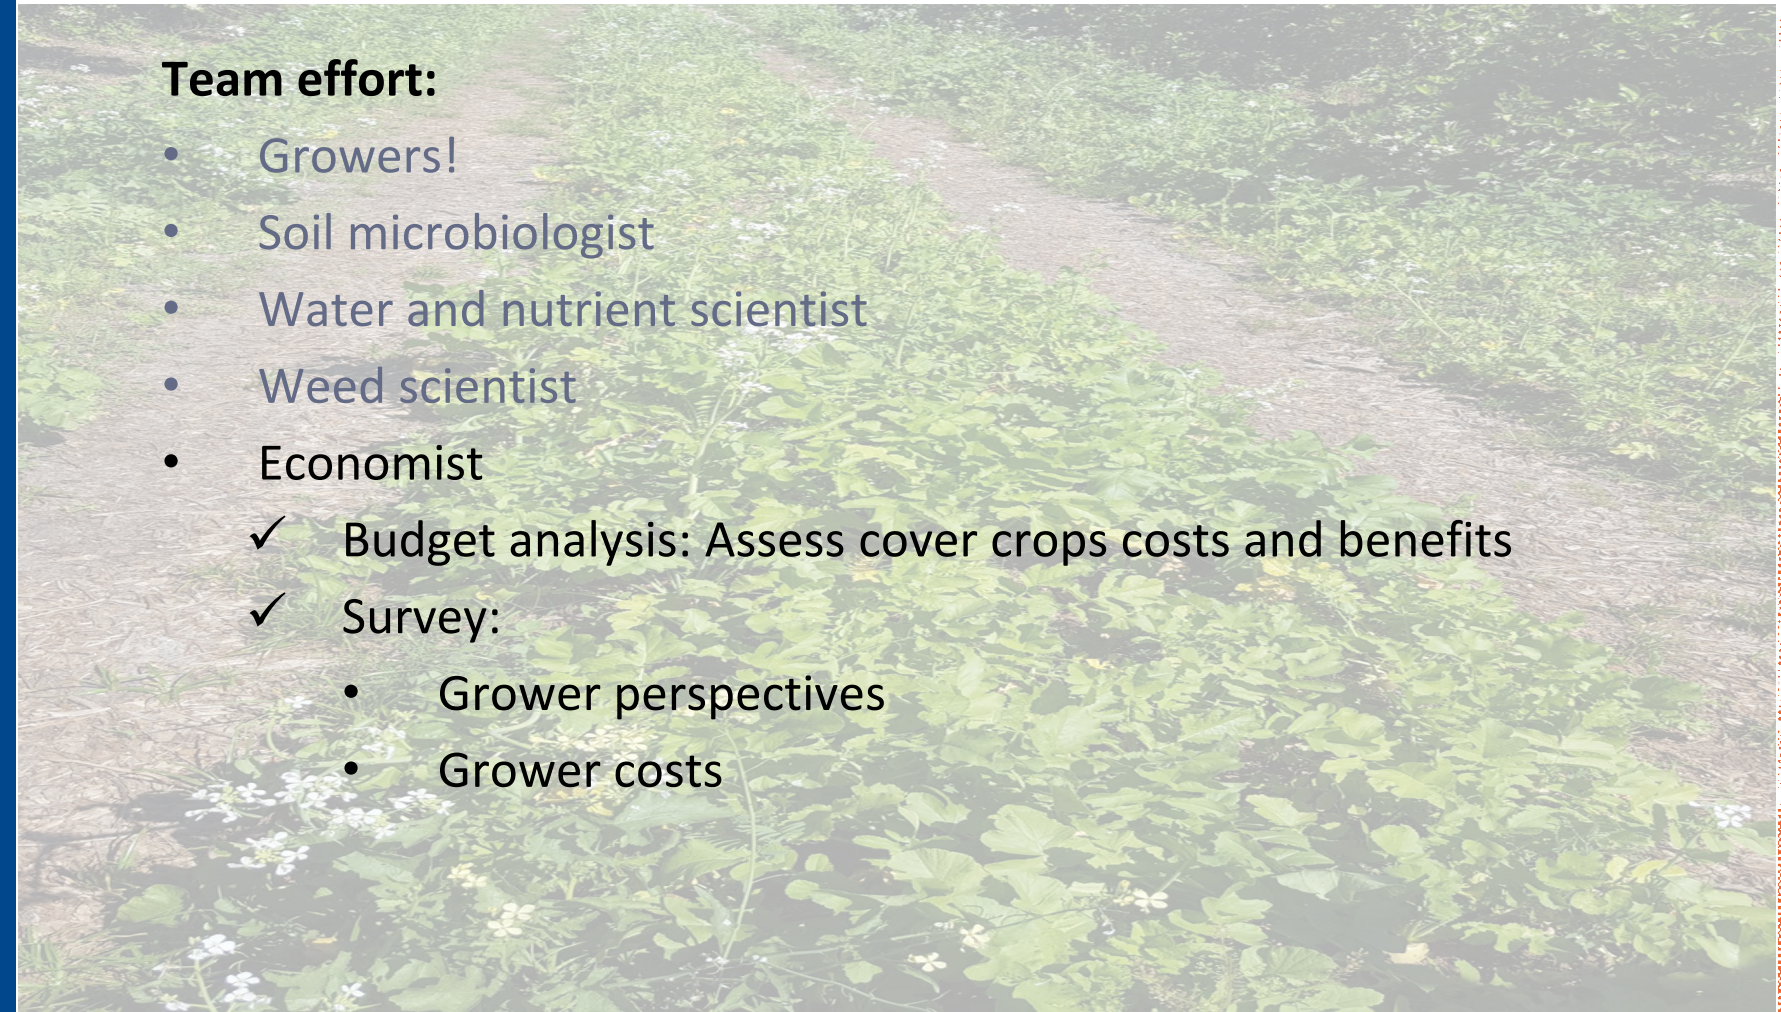 Team effort:
• Growers!
• Soil microbiologist
• Water and nutrient scientist
• Weed scientist
• Economist
✓ Budget analysis: Assess cover crops costs and benefits
✓ Survey:
• Grower perspectives
• Grower costs